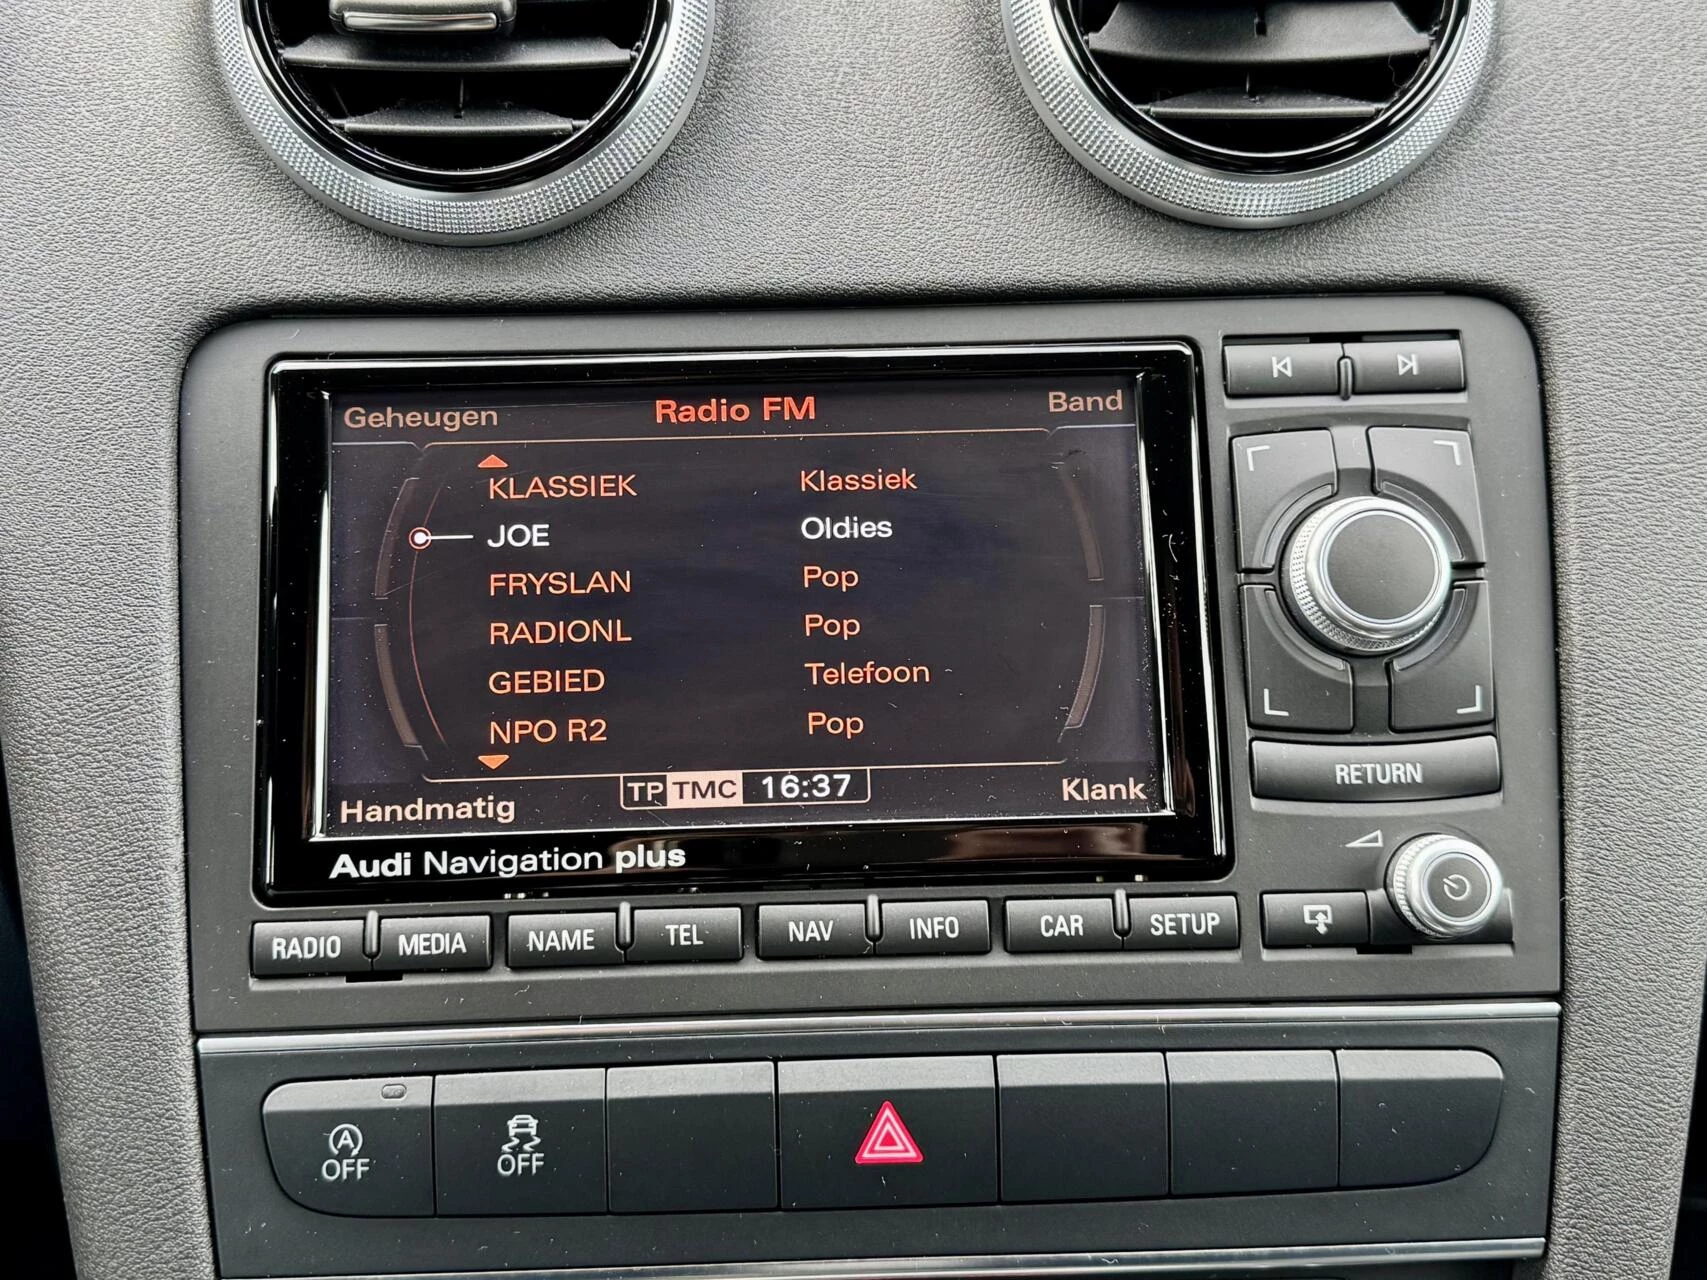 Geheugen Radio FM Band
KLASSIEK Klassiek
JOE Oldies
FRYSLAN Pop
RADIONL Pop
GEBIED Telefoon
NPO R2 Pop
Handmatig TP TMC 16:37 Klank
Audi Navigation plus
RETURN
RADIO MEDIA NAME TEL NAV INFO CAR SETUP
A OFF
OFF